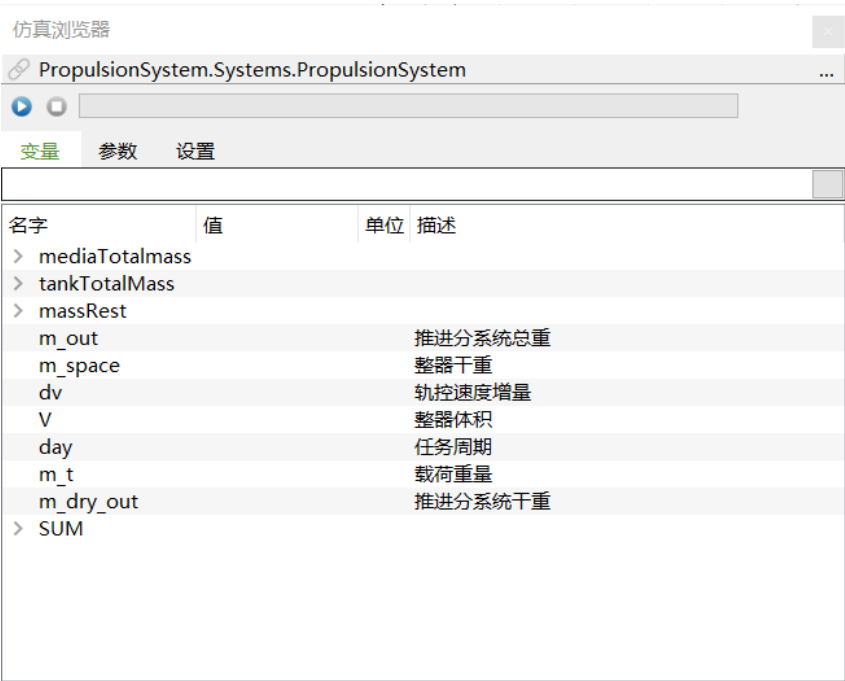 仿真浏览器
PropulsionSystem.Systems.PropulsionSystem ...
变量 参数 设置
名字 值 单位 描述
mediaTotalmass
tankTotalMass
massRest
m_out 推进分系统总重
m_space 整器干重
dv 轨控速度增量
V 整器体积
day 任务周期
m_t 载荷重量
m_dry_out 推进分系统干重
SUM